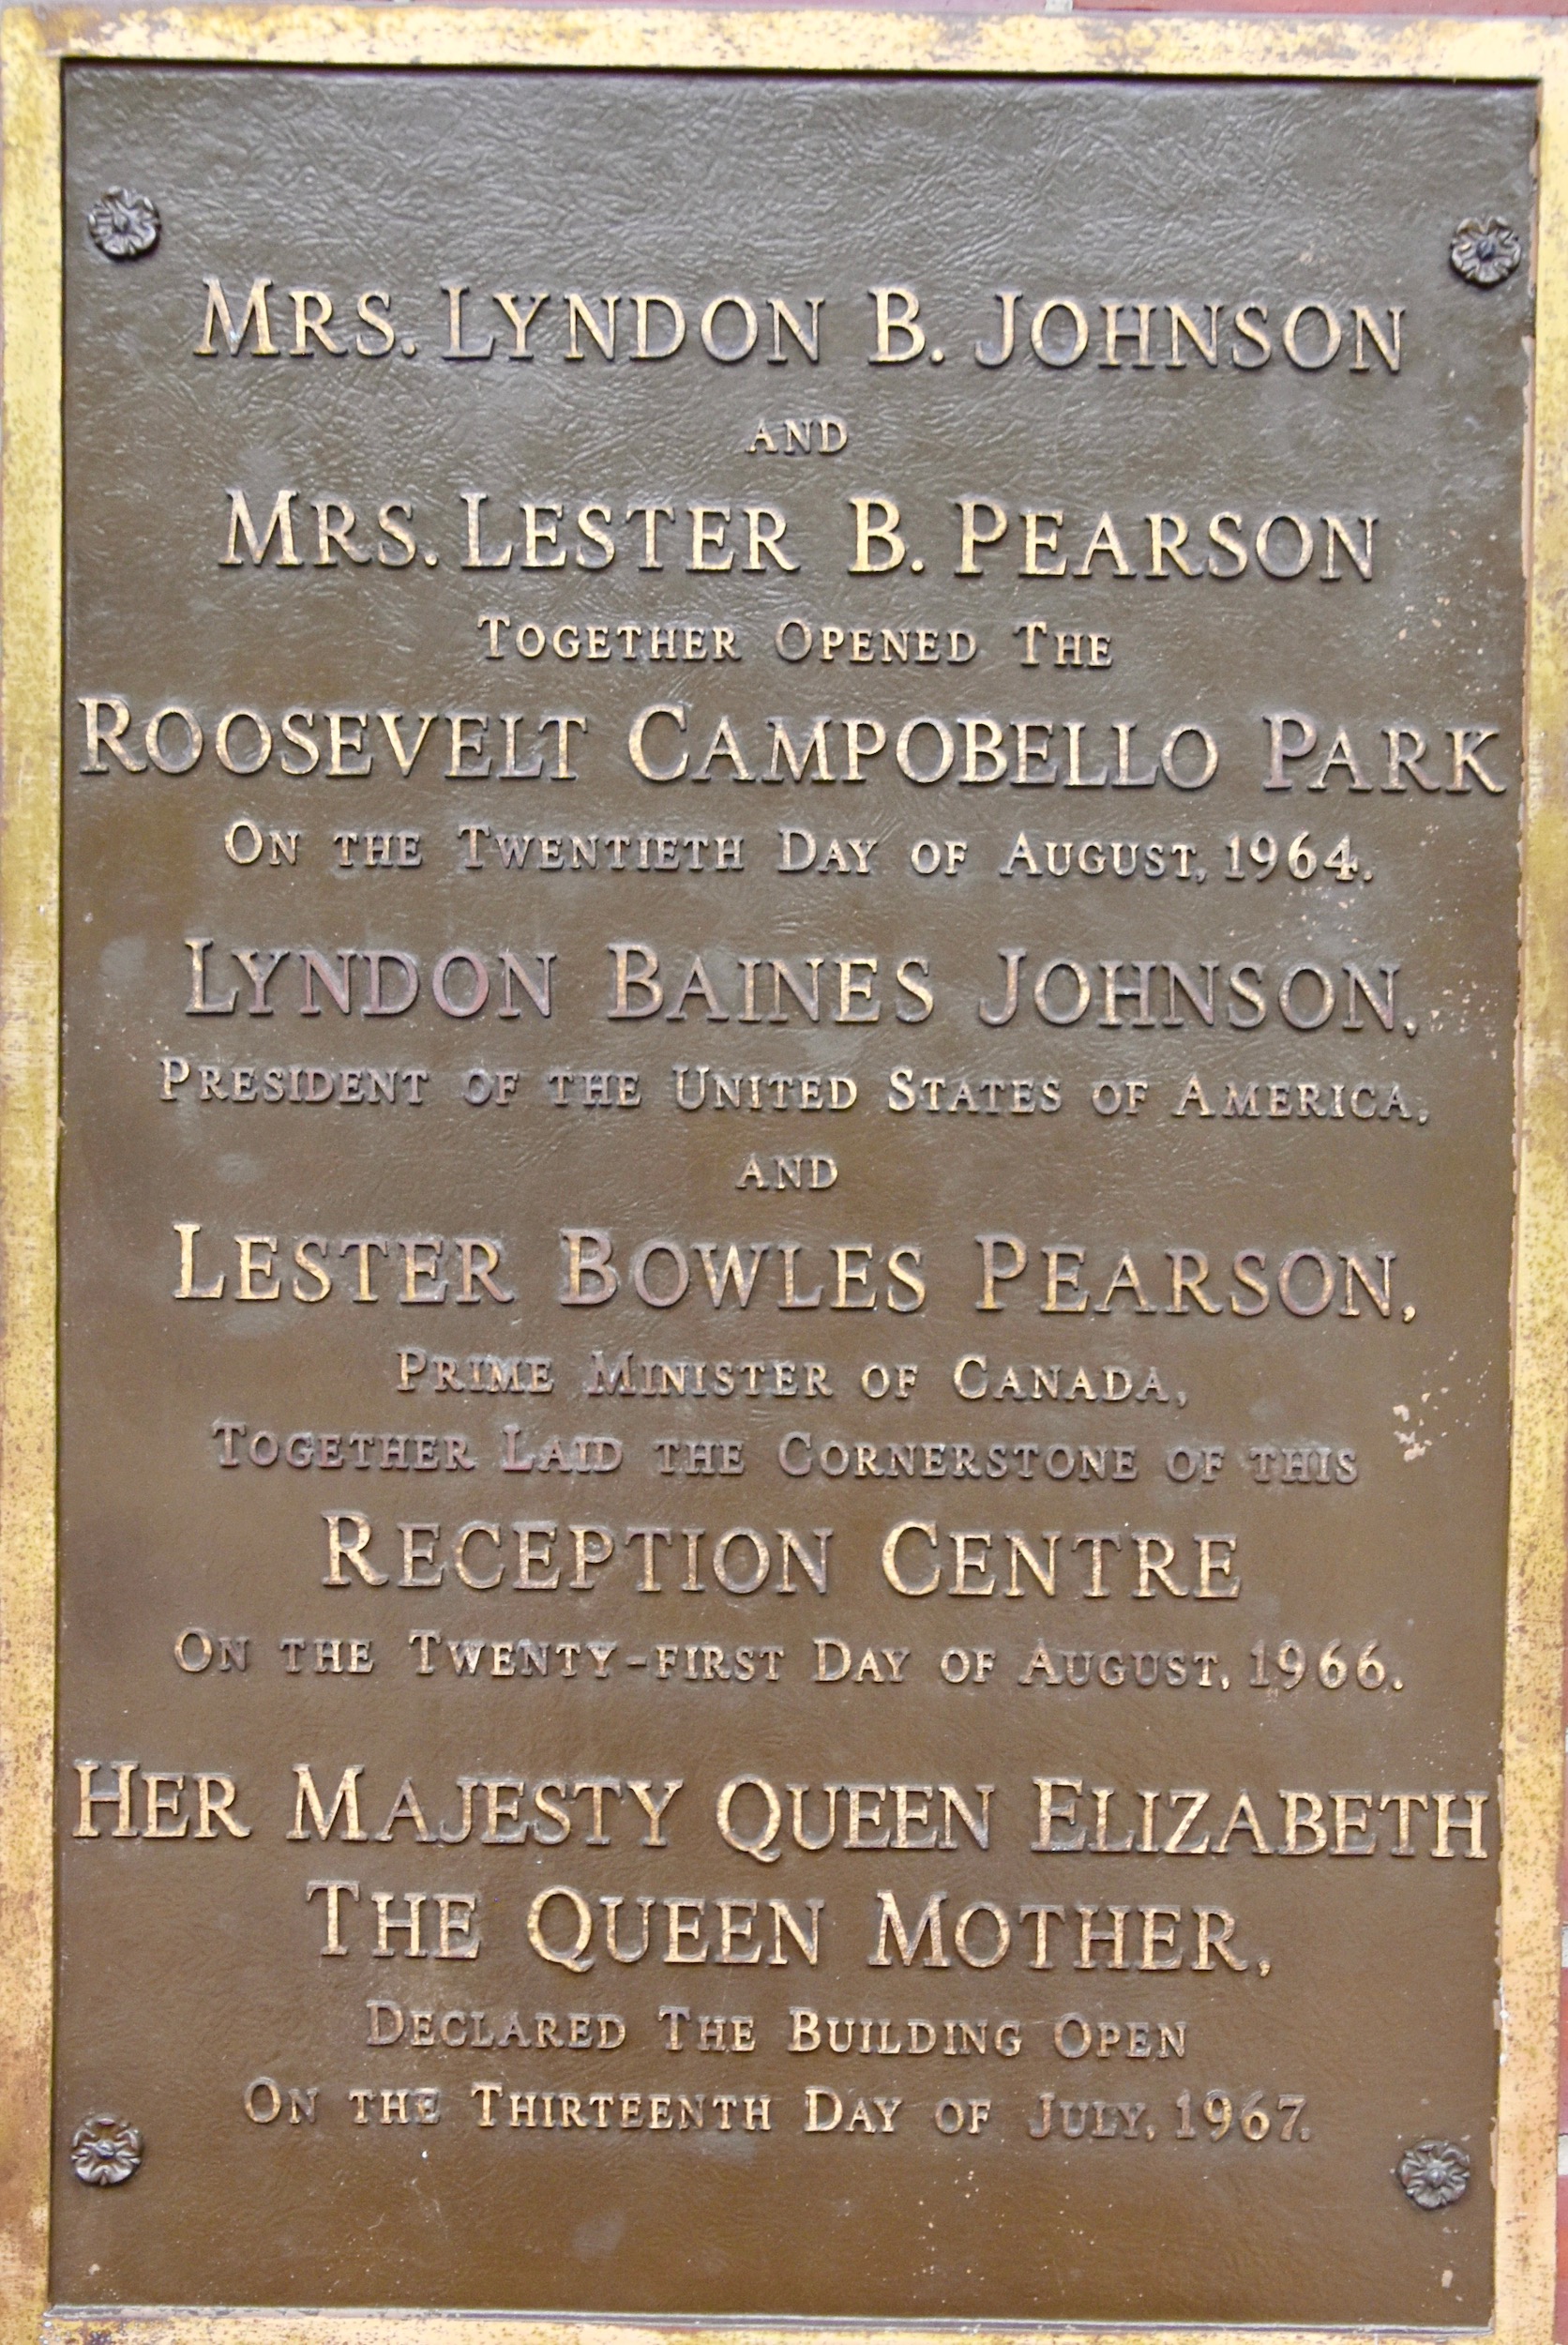 MRS. LYNDON B. JOHNSON
AND
MRS. LESTER B. PEARSON
TOGETHER OPENED THE
ROOSEVELT CAMPOBELLO PARK
ON THE TWENTIETH DAY OF AUGUST, 1964.
LYNDON BAINES JOHNSON,
PRESIDENT OF THE UNITED STATES OF AMERICA,
AND
LESTER BOWLES PEARSON,
PRIME MINISTER OF CANADA,
TOGETHER LAID THE CORNERSTONE OF THIS
RECEPTION CENTRE
ON THE TWENTY-FIRST DAY OF AUGUST, 1966.
HER MAJESTY QUEEN ELIZABETH
THE QUEEN MOTHER,
DECLARED THE BUILDING OPEN
ON THE THIRTEENTH DAY OF JULY, 1967.